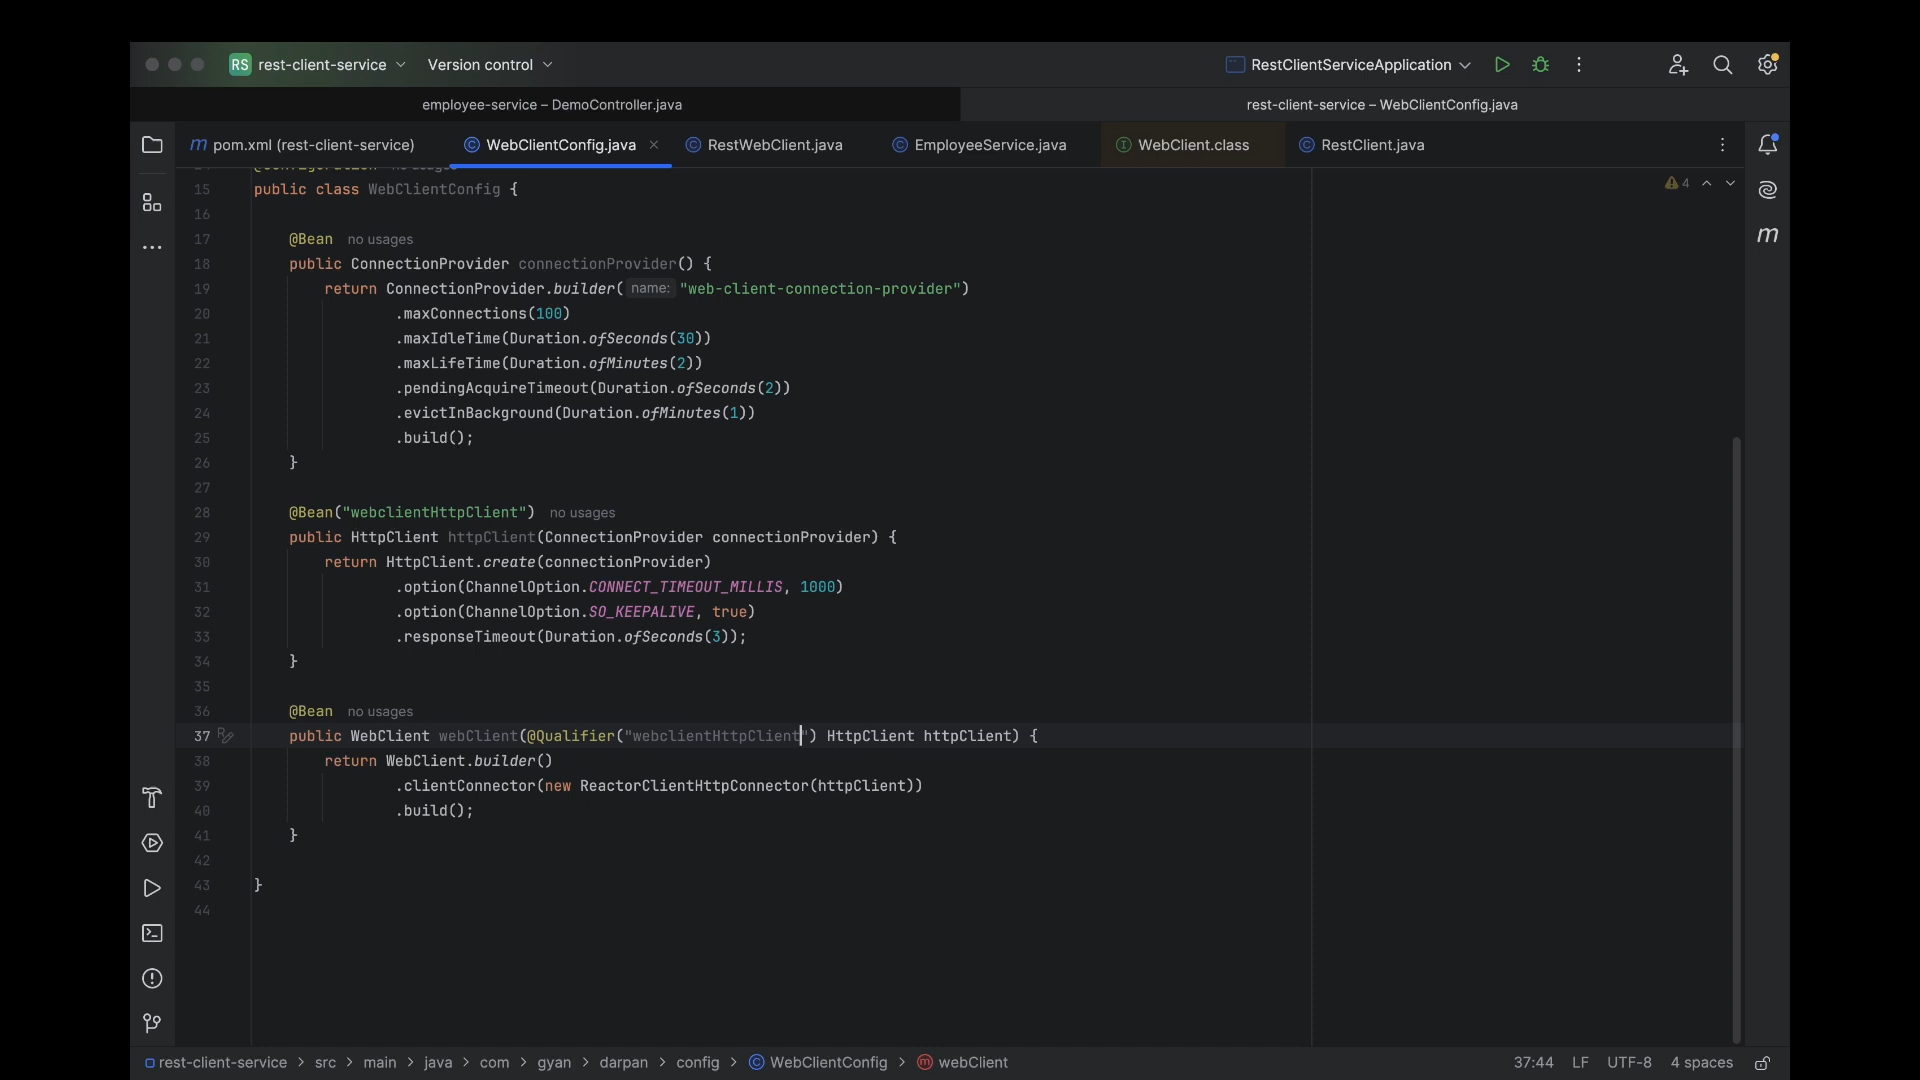 RS rest-client-service Version control RestClientServiceApplication
employee-service – DemoController.java rest-client-service – WebClientConfig.java
m pom.xml (rest-client-service) WebClientConfig.java RestWebClient.java EmployeeService.java WebClient.class RestClient.java
4
15 public class WebClientConfig {
16
17 @Bean no usages
18 public ConnectionProvider connectionProvider() {
19 return ConnectionProvider.builder( name: "web-client-connection-provider")
20 .maxConnections(100)
21 .maxIdleTime(Duration.ofSeconds(30))
22 .maxLifeTime(Duration.ofMinutes(2))
23 .pendingAcquireTimeout(Duration.ofSeconds(2))
24 .evictInBackground(Duration.ofMinutes(1))
25 .build();
26 }
27
28 @Bean("webclientHttpClient") no usages
29 public HttpClient httpClient(ConnectionProvider connectionProvider) {
30 return HttpClient.create(connectionProvider)
31 .option(ChannelOption.CONNECT_TIMEOUT_MILLIS, 1000)
32 .option(ChannelOption.SO_KEEPALIVE, true)
33 .responseTimeout(Duration.ofSeconds(3));
34 }
35
36 @Bean no usages
37 public WebClient webClient(@Qualifier("webclientHttpClient") HttpClient httpClient) {
38 return WebClient.builder()
39 .clientConnector(new ReactorClientHttpConnector(httpClient))
40 .build();
41 }
42
43 }
44
rest-client-service > src > main > java > com > gyan > darpan > config > WebClientConfig > webClient 37:44 LF UTF-8 4 spaces